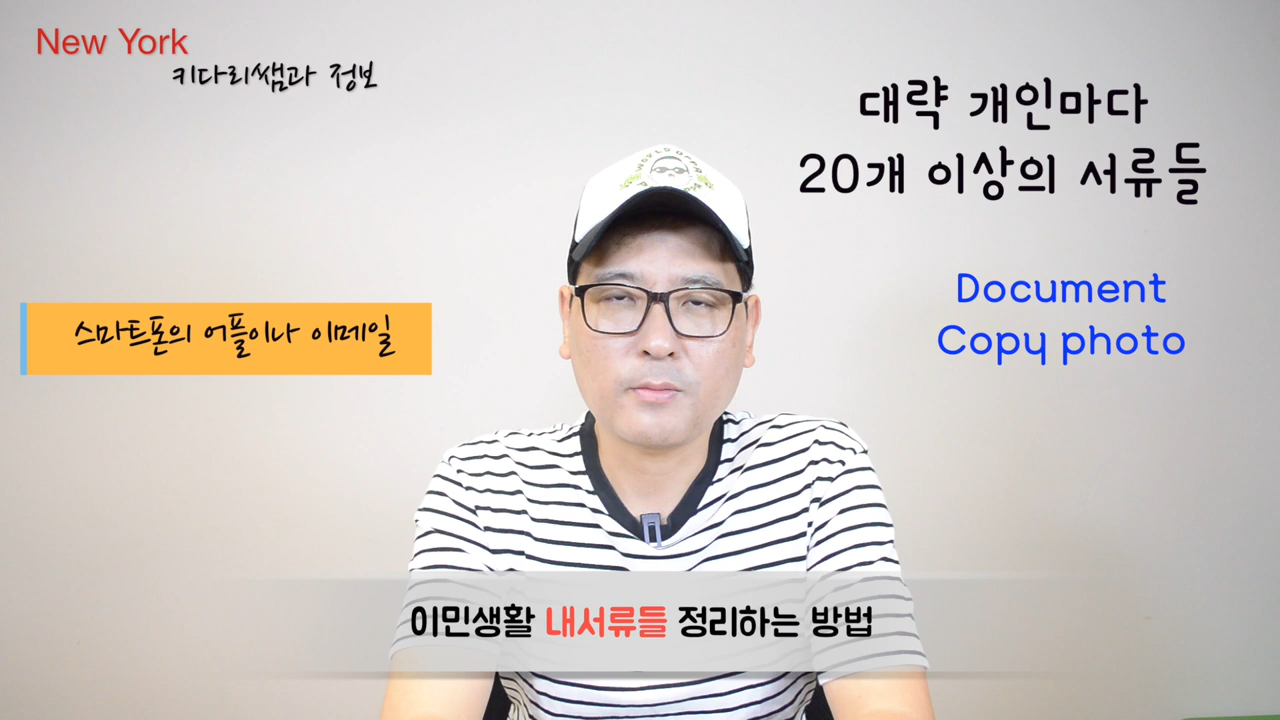 New York
키다리쌤과 정보
대략 개인마다
20개 이상의 서류들
Document
Copy photo
스마트폰의 어플이나 이메일
이민생활 내서류들 정리하는 방법
WORLD OPPA